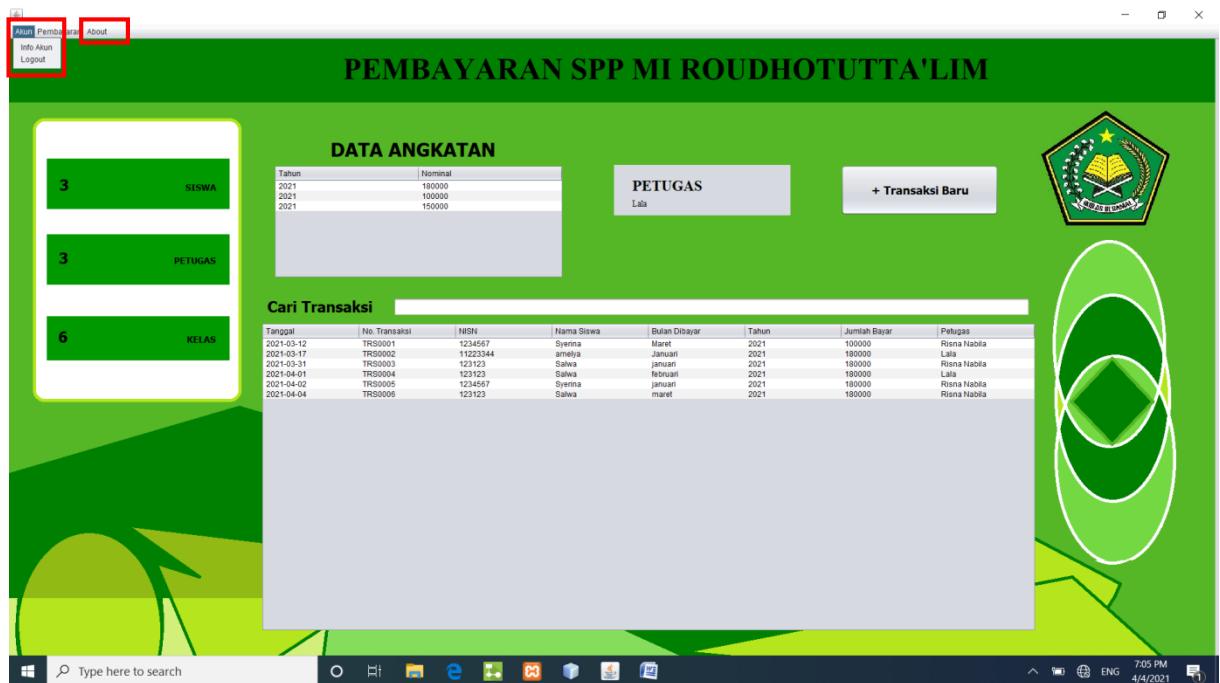 Akun Pembayaran About
Info Akun
Logout
PEMBAYARAN SPP MI ROUDHOTUTTA'LIM
3 SISWA
3 PETUGAS
6 KELAS
DATA ANGKATAN
Tahun Nominal
2021 180000
2021 100000
2021 150000
PETUGAS
Lala
+ Transaksi Baru
Cari Transaksi
Tanggal No. Transaksi NISN Nama Siswa Bulan Dibayar Tahun Jumlah Bayar Petugas
2021-03-12 TRS0001 1234567 Syerina Maret 2021 100000 Risna Nabila
2021-03-17 TRS0002 11223344 amelya Januari 2021 180000 Lala
2021-03-31 TRS0003 123123 Salwa januari 2021 180000 Risna Nabila
2021-04-01 TRS0004 123123 Salwa februari 2021 180000 Lala
2021-04-02 TRS0005 1234567 Syerina januari 2021 180000 Risna Nabila
2021-04-04 TRS0006 123123 Salwa maret 2021 180000 Risna Nabila
Type here to search
ENG
7:05 PM
4/4/2021